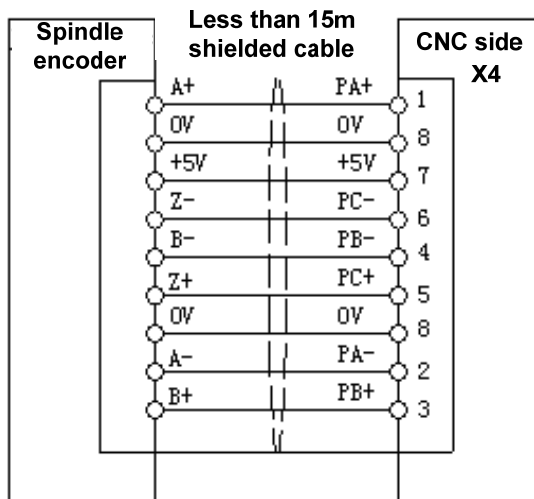 Spindle
encoder
Less than 15m
shielded cable
CNC side
X4
A+ PA+ 1
0V 0V 8
+5V +5V 7
Z- PC- 6
B- PB- 4
Z+ PC+ 5
0V 0V 8
A- PA- 2
B+ PB+ 3